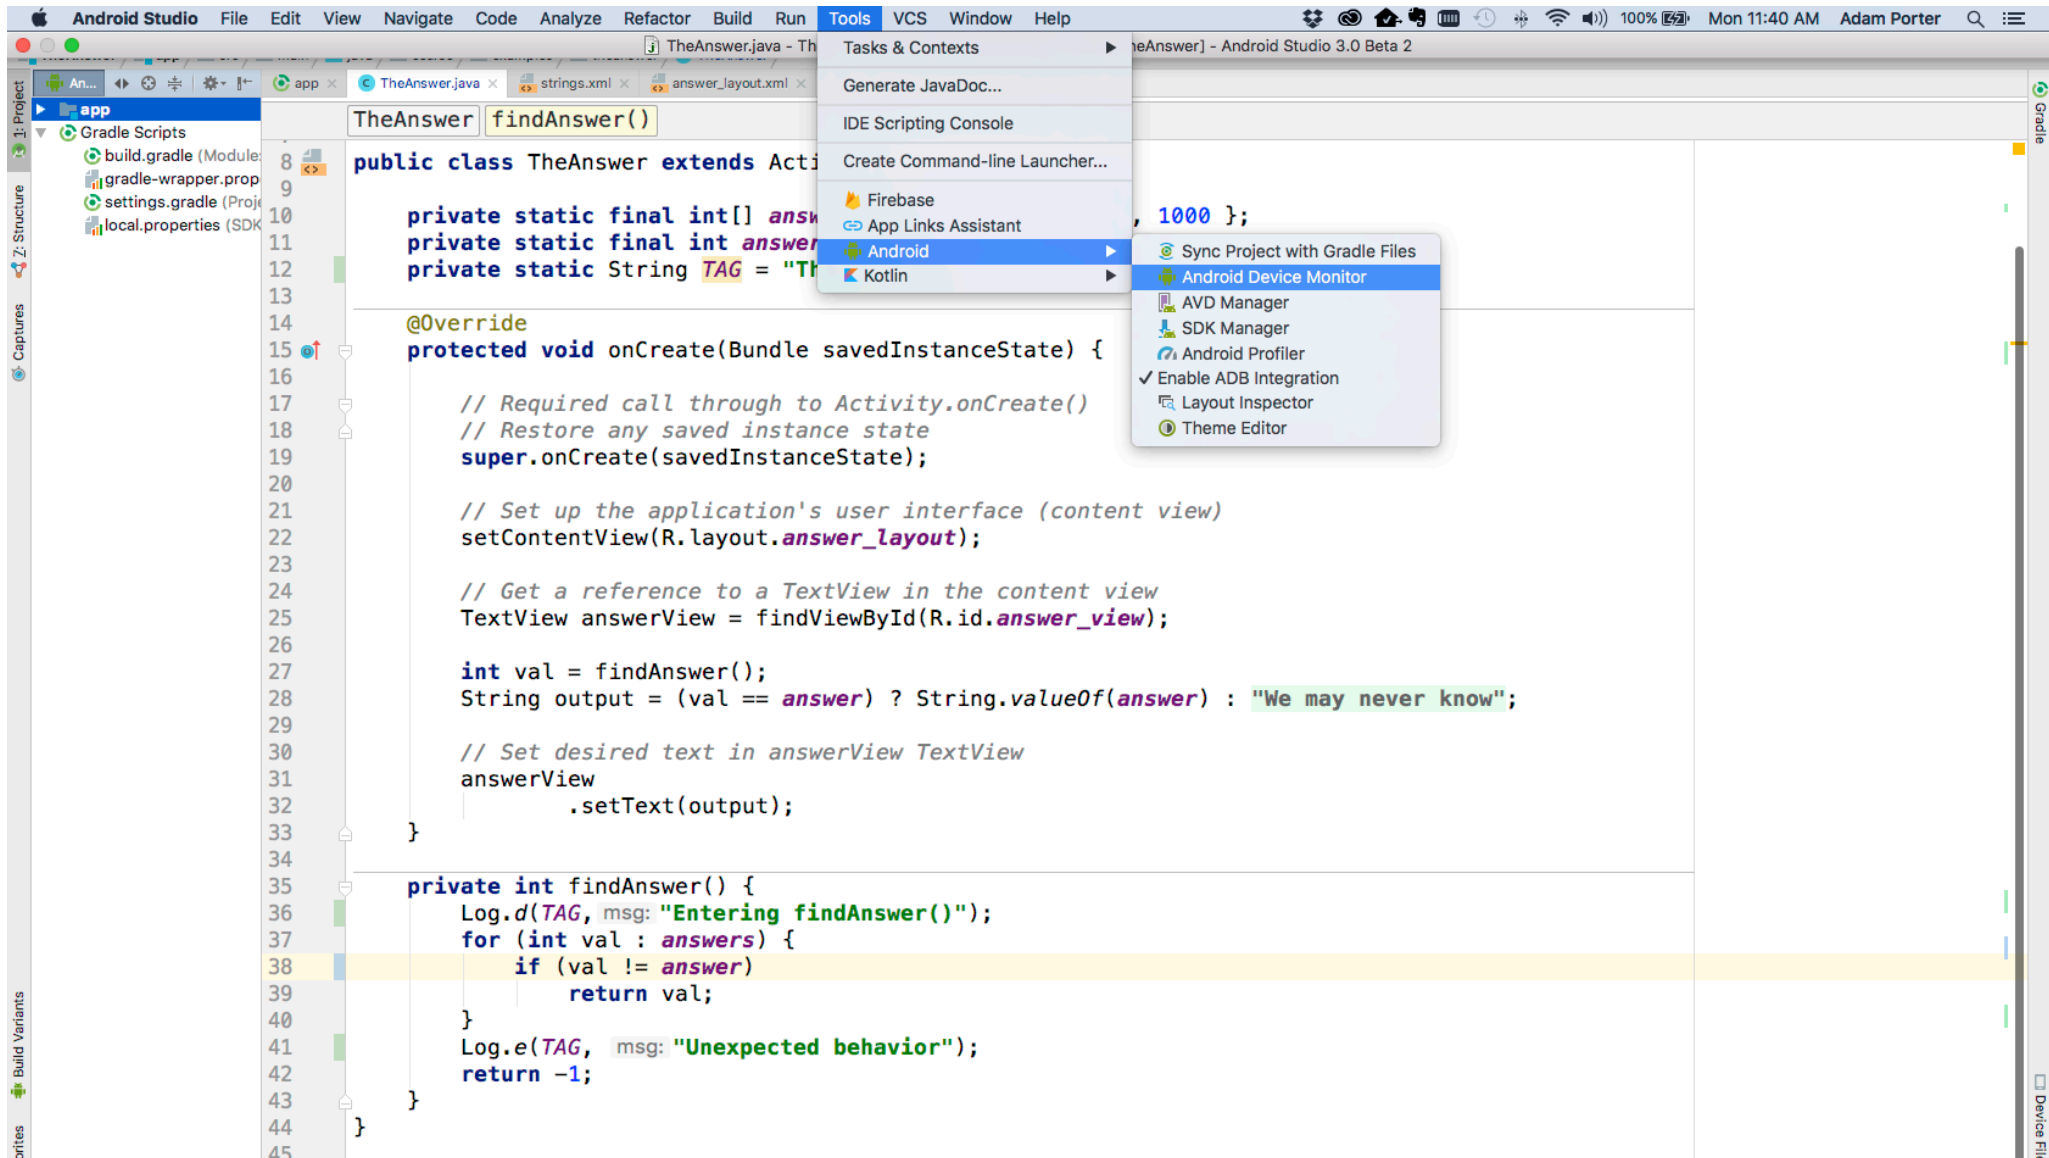 Android Studio File Edit View Navigate Code Analyze Refactor Build Run Tools VCS Window Help 100% Mon 11:40 AM Adam Porter
TheAnswer.java - Th
eAnswer] - Android Studio 3.0 Beta 2
An...
app
TheAnswer.java
strings.xml
answer_layout.xml
TheAnswer findAnswer()
1: Project
Z: Structure
Captures
Build Variants
Gradle
app
Gradle Scripts
build.gradle (Module:
gradle-wrapper.prop
settings.gradle (Proje
local.properties (SDK
Tasks & Contexts
Generate JavaDoc...
IDE Scripting Console
Create Command-line Launcher...
Firebase
App Links Assistant
Android
Kotlin
Sync Project with Gradle Files
Android Device Monitor
AVD Manager
SDK Manager
Android Profiler
Enable ADB Integration
Layout Inspector
Theme Editor
8 public class TheAnswer extends Acti
9
10 private static final int[] answ , 1000 };
11 private static final int answer
12 private static String TAG = "Th
13
14 @Override
15 protected void onCreate(Bundle savedInstanceState) {
16
17 // Required call through to Activity.onCreate()
18 // Restore any saved instance state
19 super.onCreate(savedInstanceState);
20
21 // Set up the application's user interface (content view)
22 setContentView(R.layout.answer_layout);
23
24 // Get a reference to a TextView in the content view
25 TextView answerView = findViewById(R.id.answer_view);
26
27 int val = findAnswer();
28 String output = (val == answer) ? String.valueOf(answer) : "We may never know";
29
30 // Set desired text in answerView TextView
31 answerView
32 .setText(output);
33 }
34
35 private int findAnswer() {
36 Log.d(TAG, msg: "Entering findAnswer()");
37 for (int val : answers) {
38 if (val != answer)
39 return val;
40 }
41 Log.e(TAG, msg: "Unexpected behavior");
42 return -1;
43 }
44 }
45
Device File